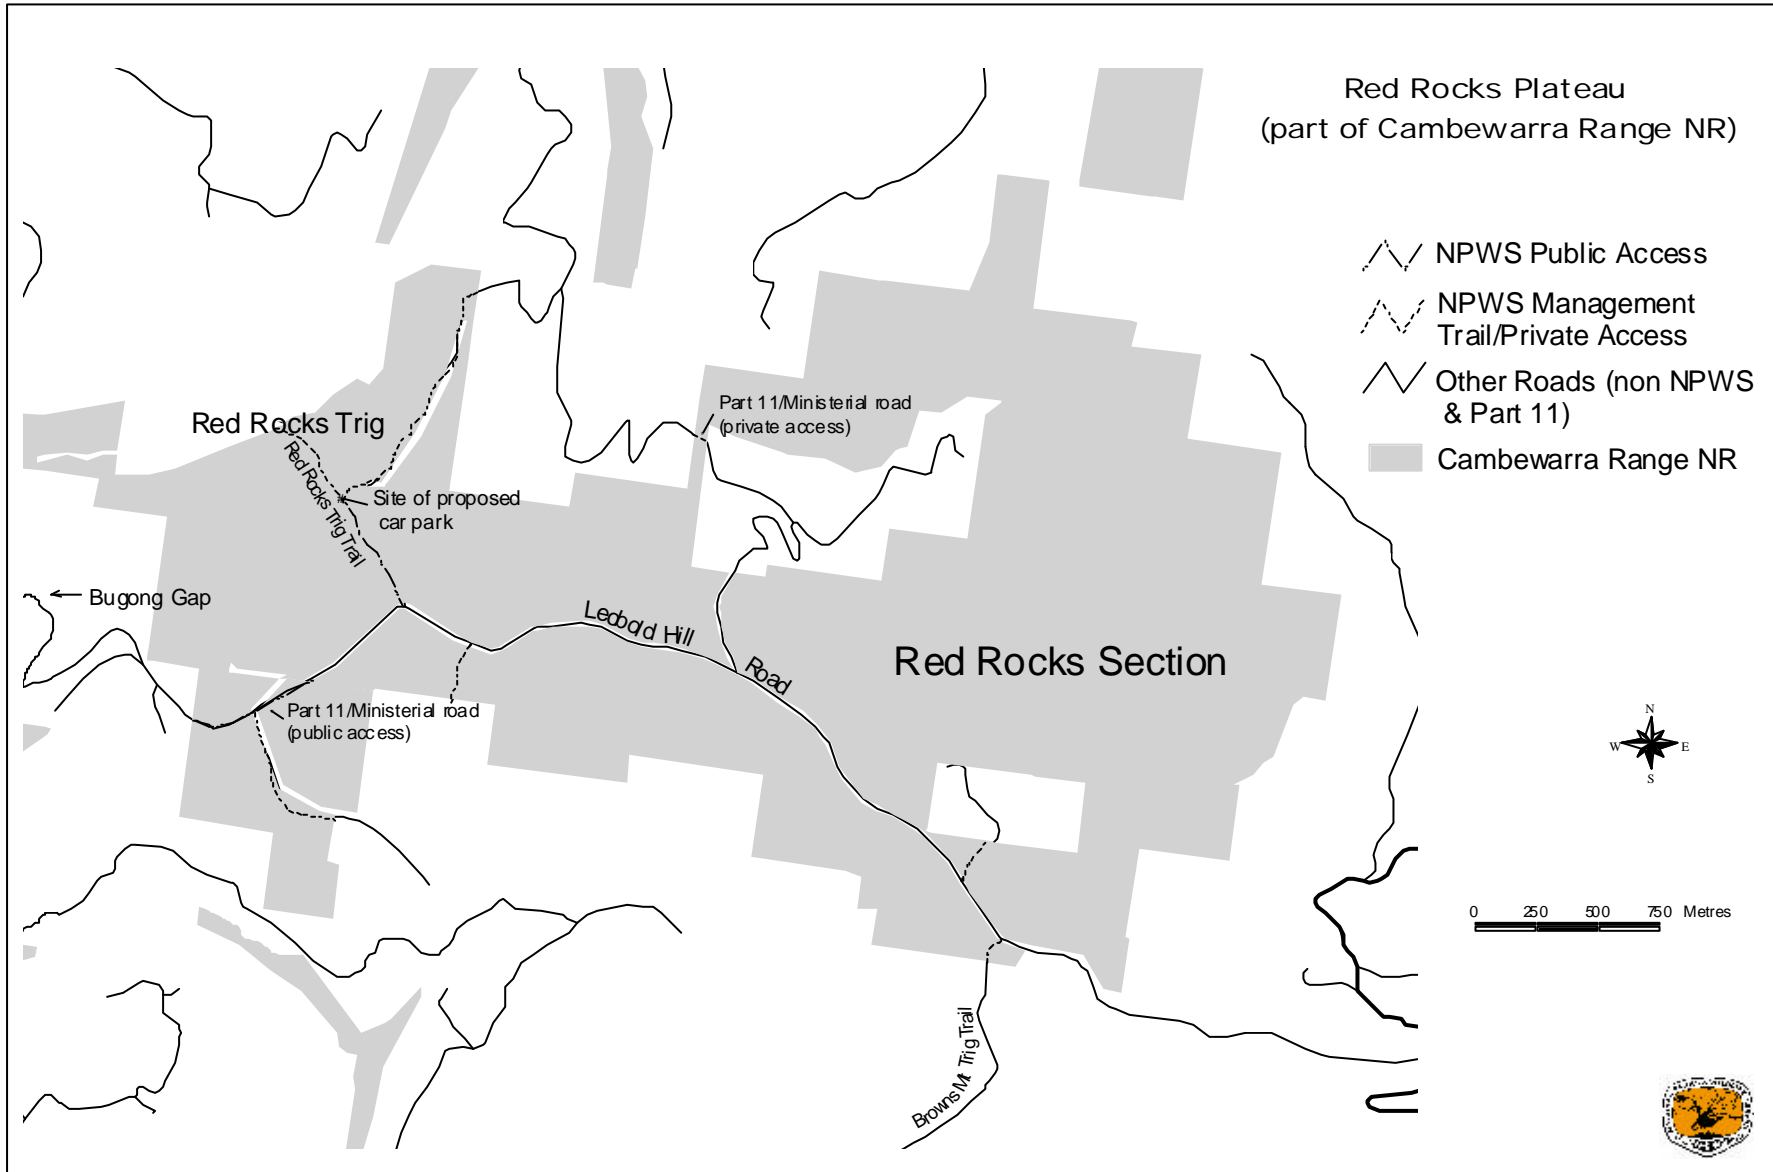 Red Rocks Plateau
(part of Cambewarra Range NR)
NPWS Public Access
NPWS Management
Trail/Private Access
Other Roads (non NPWS
& Part 11)
Cambewarra Range NR
Part 11/Ministerial road
(private access)
Red Rocks Trig
Red Rocks Trig Trail
Site of proposed
car park
Bugong Gap
Leebold Hill
Road
Red Rocks Section
Part 11/Ministerial road
(public access)
N
W
E
S
0 250 500 750 Metres
Browns Mt Trig Trail